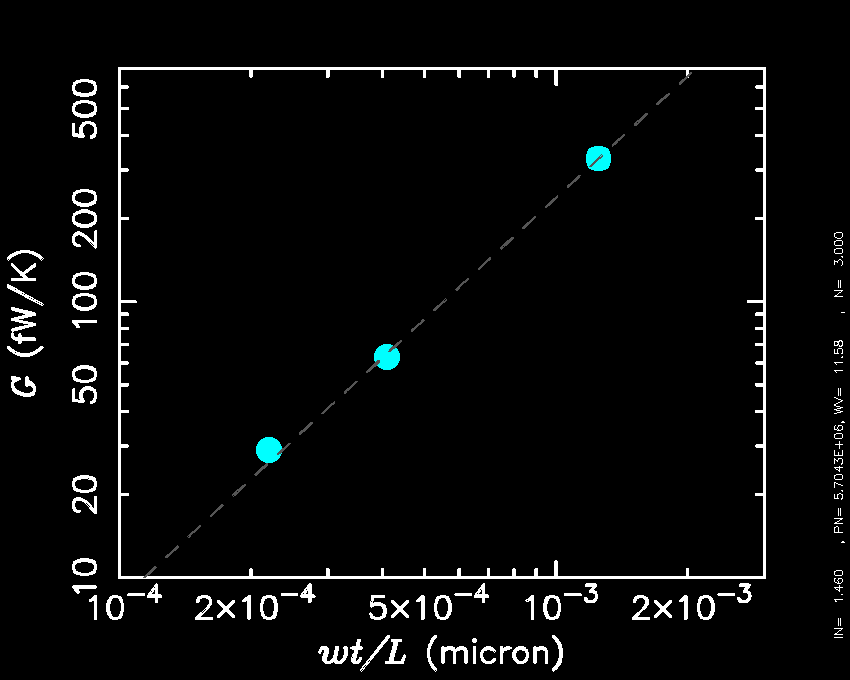 500
200
100
50
20
10
G (fW/K)
10⁻⁴ 2×10⁻⁴ 5×10⁻⁴ 10⁻³ 2×10⁻³
wt/L (micron)
IN= 1.460 , PN= 5.7043E+06, WV= 11.58 , N= 3.000